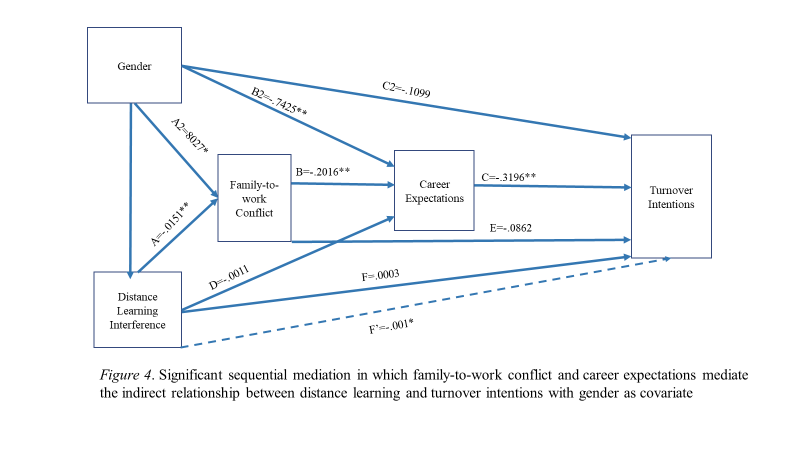 Gender
C2=-.1099
B2=-.7425**
A2=8027*
Family-to-
work
Conflict
B=-.2016**
Career
Expectations
C=-.3196**
Turnover
Intentions
A=-.0151**
E=-.0862
D=-.0011
F=.0003
Distance
Learning
Interference
F'=-.001*
Figure 4. Significant sequential mediation in which family-to-work conflict and career expectations mediate
the indirect relationship between distance learning and turnover intentions with gender as covariate